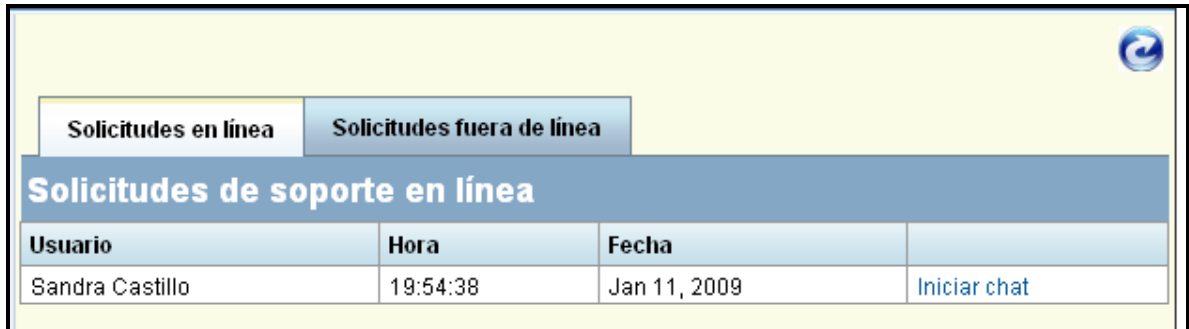 Solicitudes en línea Solicitudes fuera de línea
Solicitudes de soporte en línea
Usuario Hora Fecha
Sandra Castillo 19:54:38 Jan 11, 2009 Iniciar chat